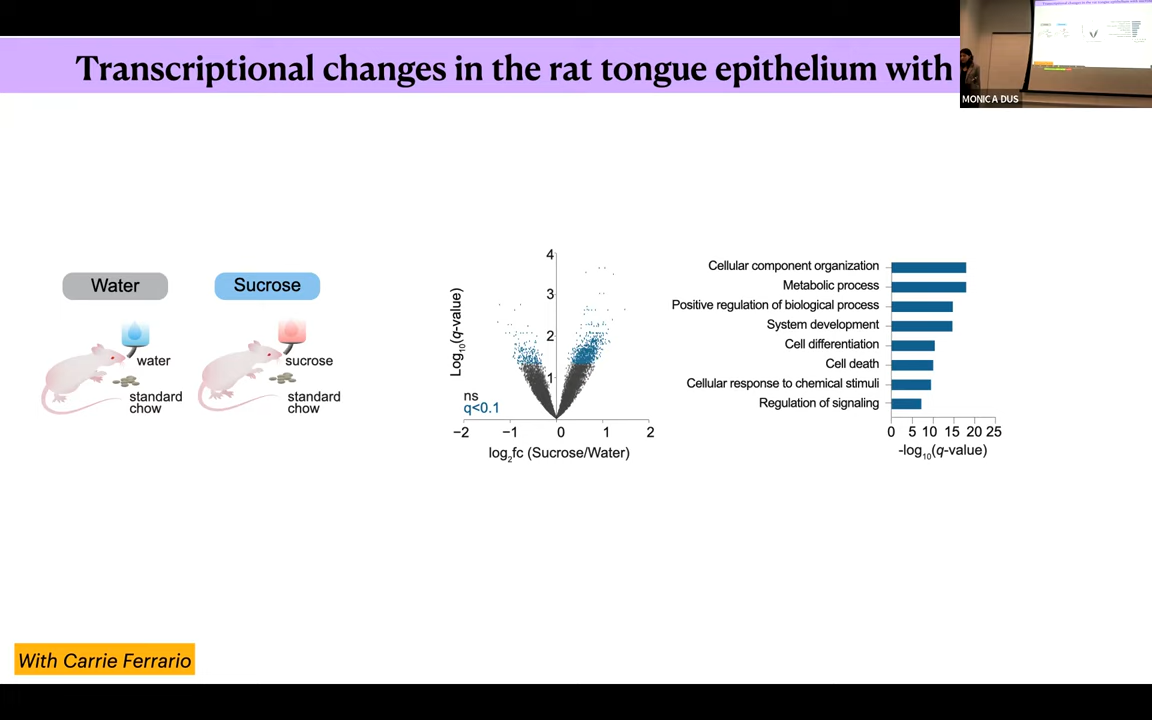 Transcriptional changes in the rat tongue epithelium with
MONICA DUS
Water
Sucrose
water
standard
chow
sucrose
standard
chow
Log10(q-value)
4
3
2
1
ns
q<0.1
−2
−1
0
1
2
log2fc (Sucrose/Water)
Cellular component organization
Metabolic process
Positive regulation of biological process
System development
Cell differentiation
Cell death
Cellular response to chemical stimuli
Regulation of signaling
0 5 10 15 20 25
-log10(q-value)
With Carrie Ferrario